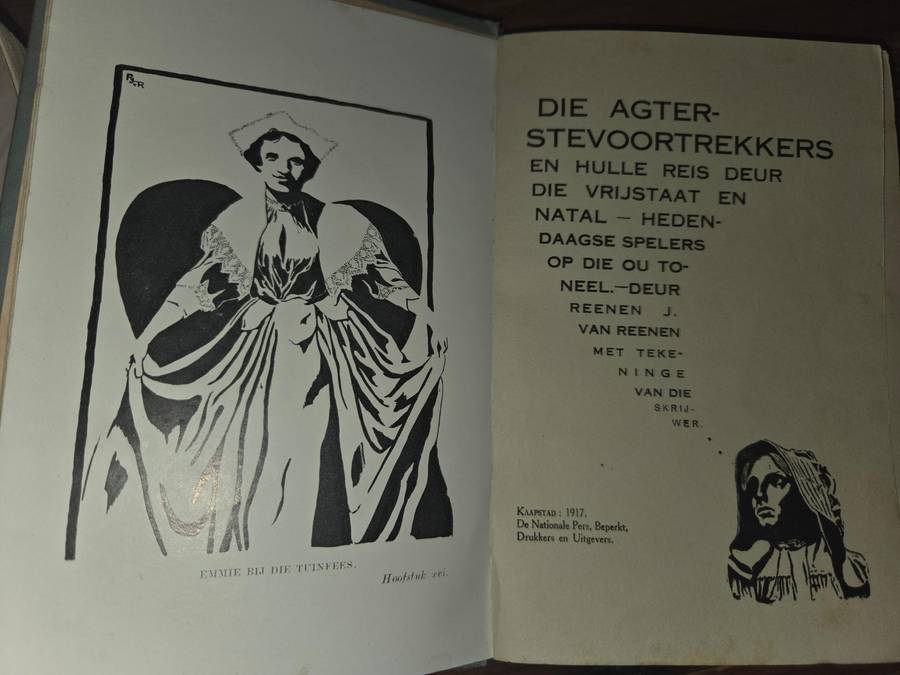 EMMIE BIJ DIE TUINFEES.
Hoofstuk xvi.
DIE AGTER-
STEVOORTREKKERS
EN HULLE REIS DEUR
DIE VRIJSTAAT EN
NATAL — HEDEN-
DAAGSE SPELERS
OP DIE OU TO-
NEEL.—DEUR
REENEN J.
VAN REENEN
MET TEKE-
NINGE
VAN DIE
SKRIJ-
WER.
KAAPSTAD : 1917.
De Nationale Pers, Beperkt,
Drukkers en Uitgevers.